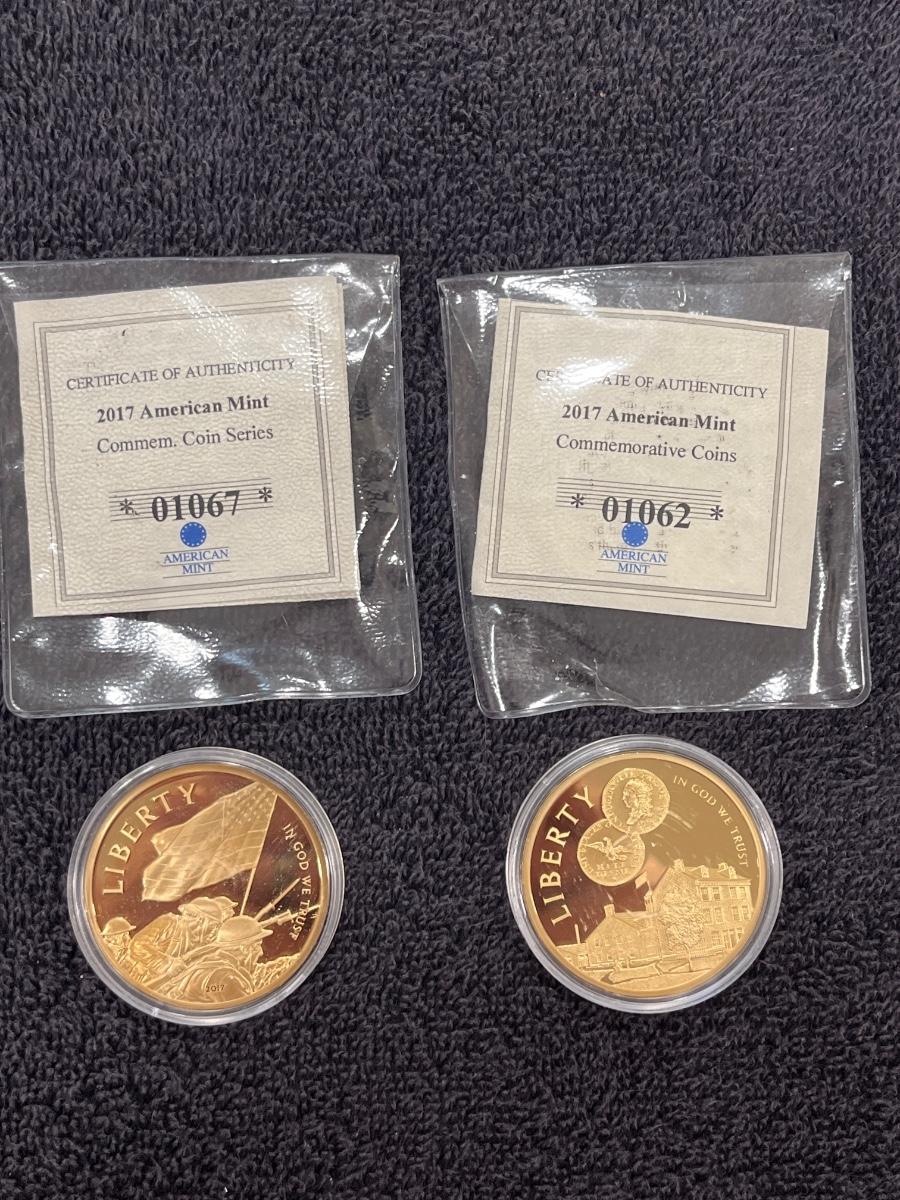 CERTIFICATE OF AUTHENTICITY
2017 American Mint
Commem. Coin Series
* 01067 *
AMERICAN
MINT
CERTIFICATE OF AUTHENTICITY
2017 American Mint
Commemorative Coins
* 01062 *
AMERICAN
MINT
LIBERTY
IN GOD WE TRUST
2017
LIBERTY
IN GOD WE TRUST